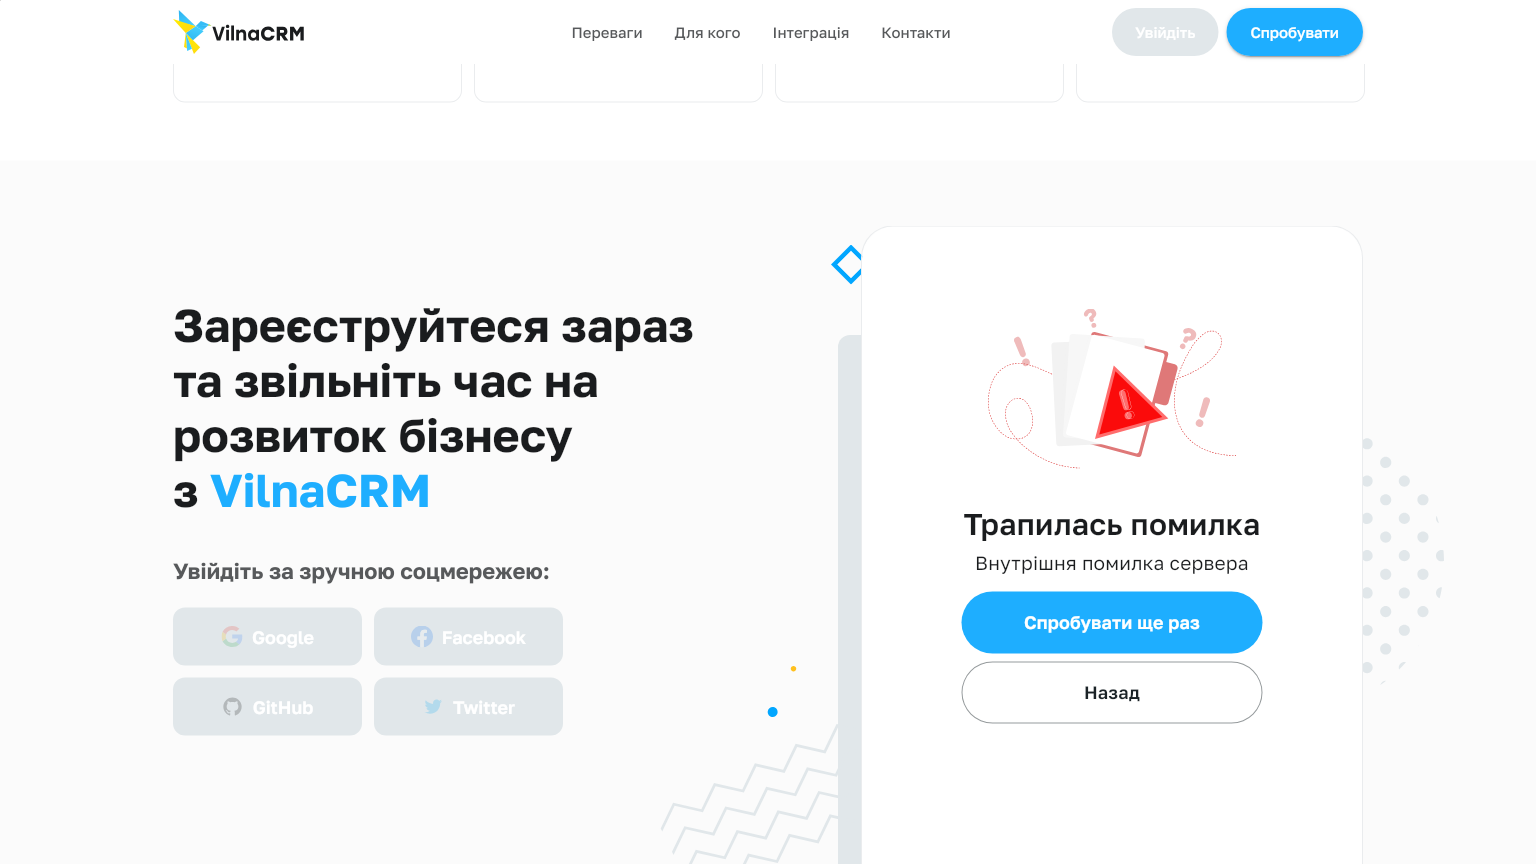 VilnaCRM
Переваги
Для кого
Інтеграція
Контакти
Увійдіть
Спробувати
Зареєструйтеся зараз
та звільніть час на
розвиток бізнесу
з VilnaCRM
Увійдіть за зручною соцмережею:
Google
Facebook
GitHub
Twitter
Трапилась помилка
Внутрішня помилка сервера
Спробувати ще раз
Назад